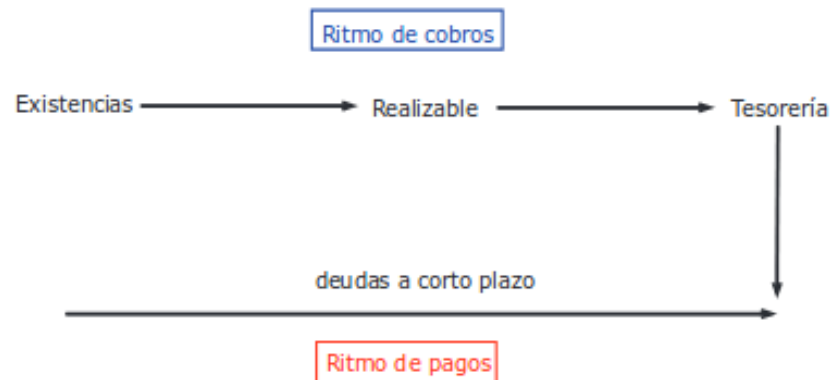 Ritmo de cobros
Existencias
Realizable
Tesorería
deudas a corto plazo
Ritmo de pagos